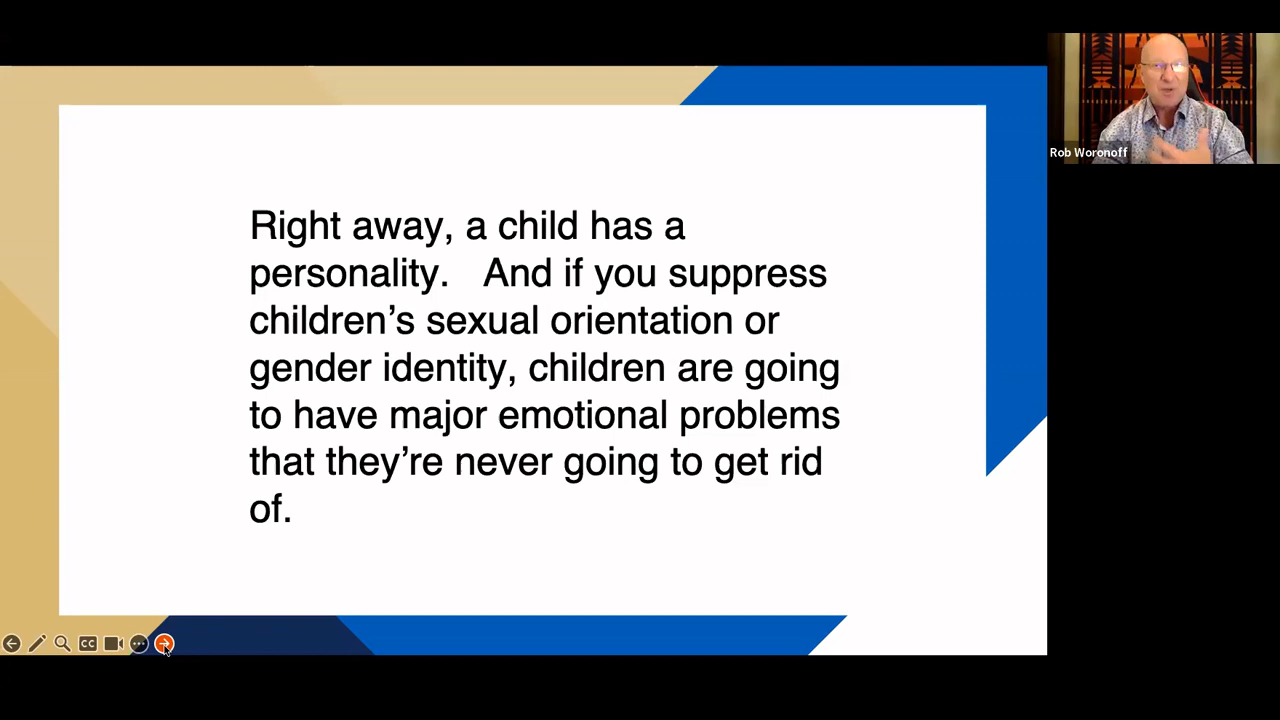 Right away, a child has a
personality. And if you suppress
children’s sexual orientation or
gender identity, children are going
to have major emotional problems
that they’re never going to get rid
of.
Rob Woronoff
CC